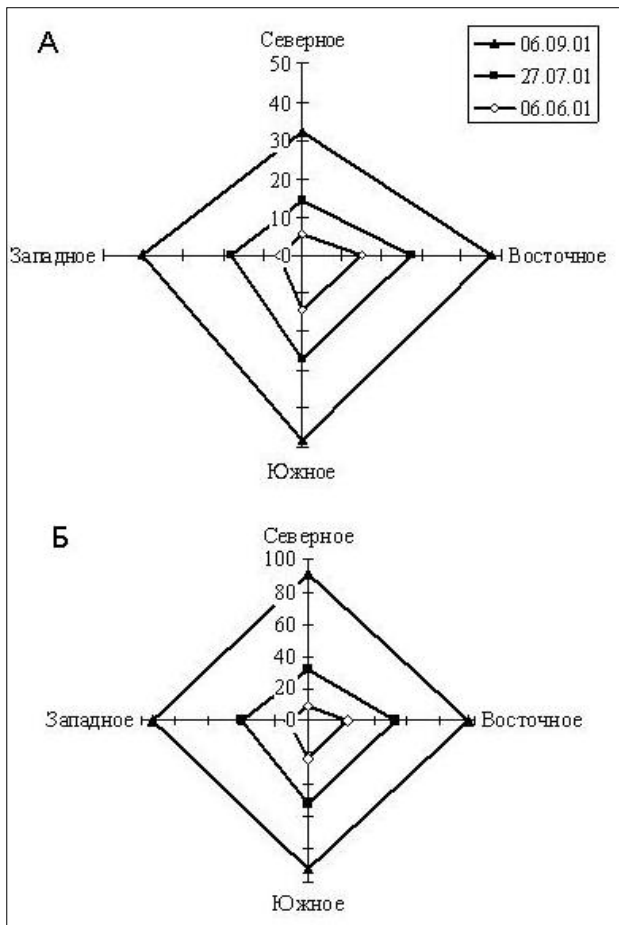 А
Северное
06.09.01
27.07.01
06.06.01
50
40
30
20
10
0
Западное
Восточное
Южное
Б
Северное
100
80
60
40
20
0
Западное
Восточное
Южное